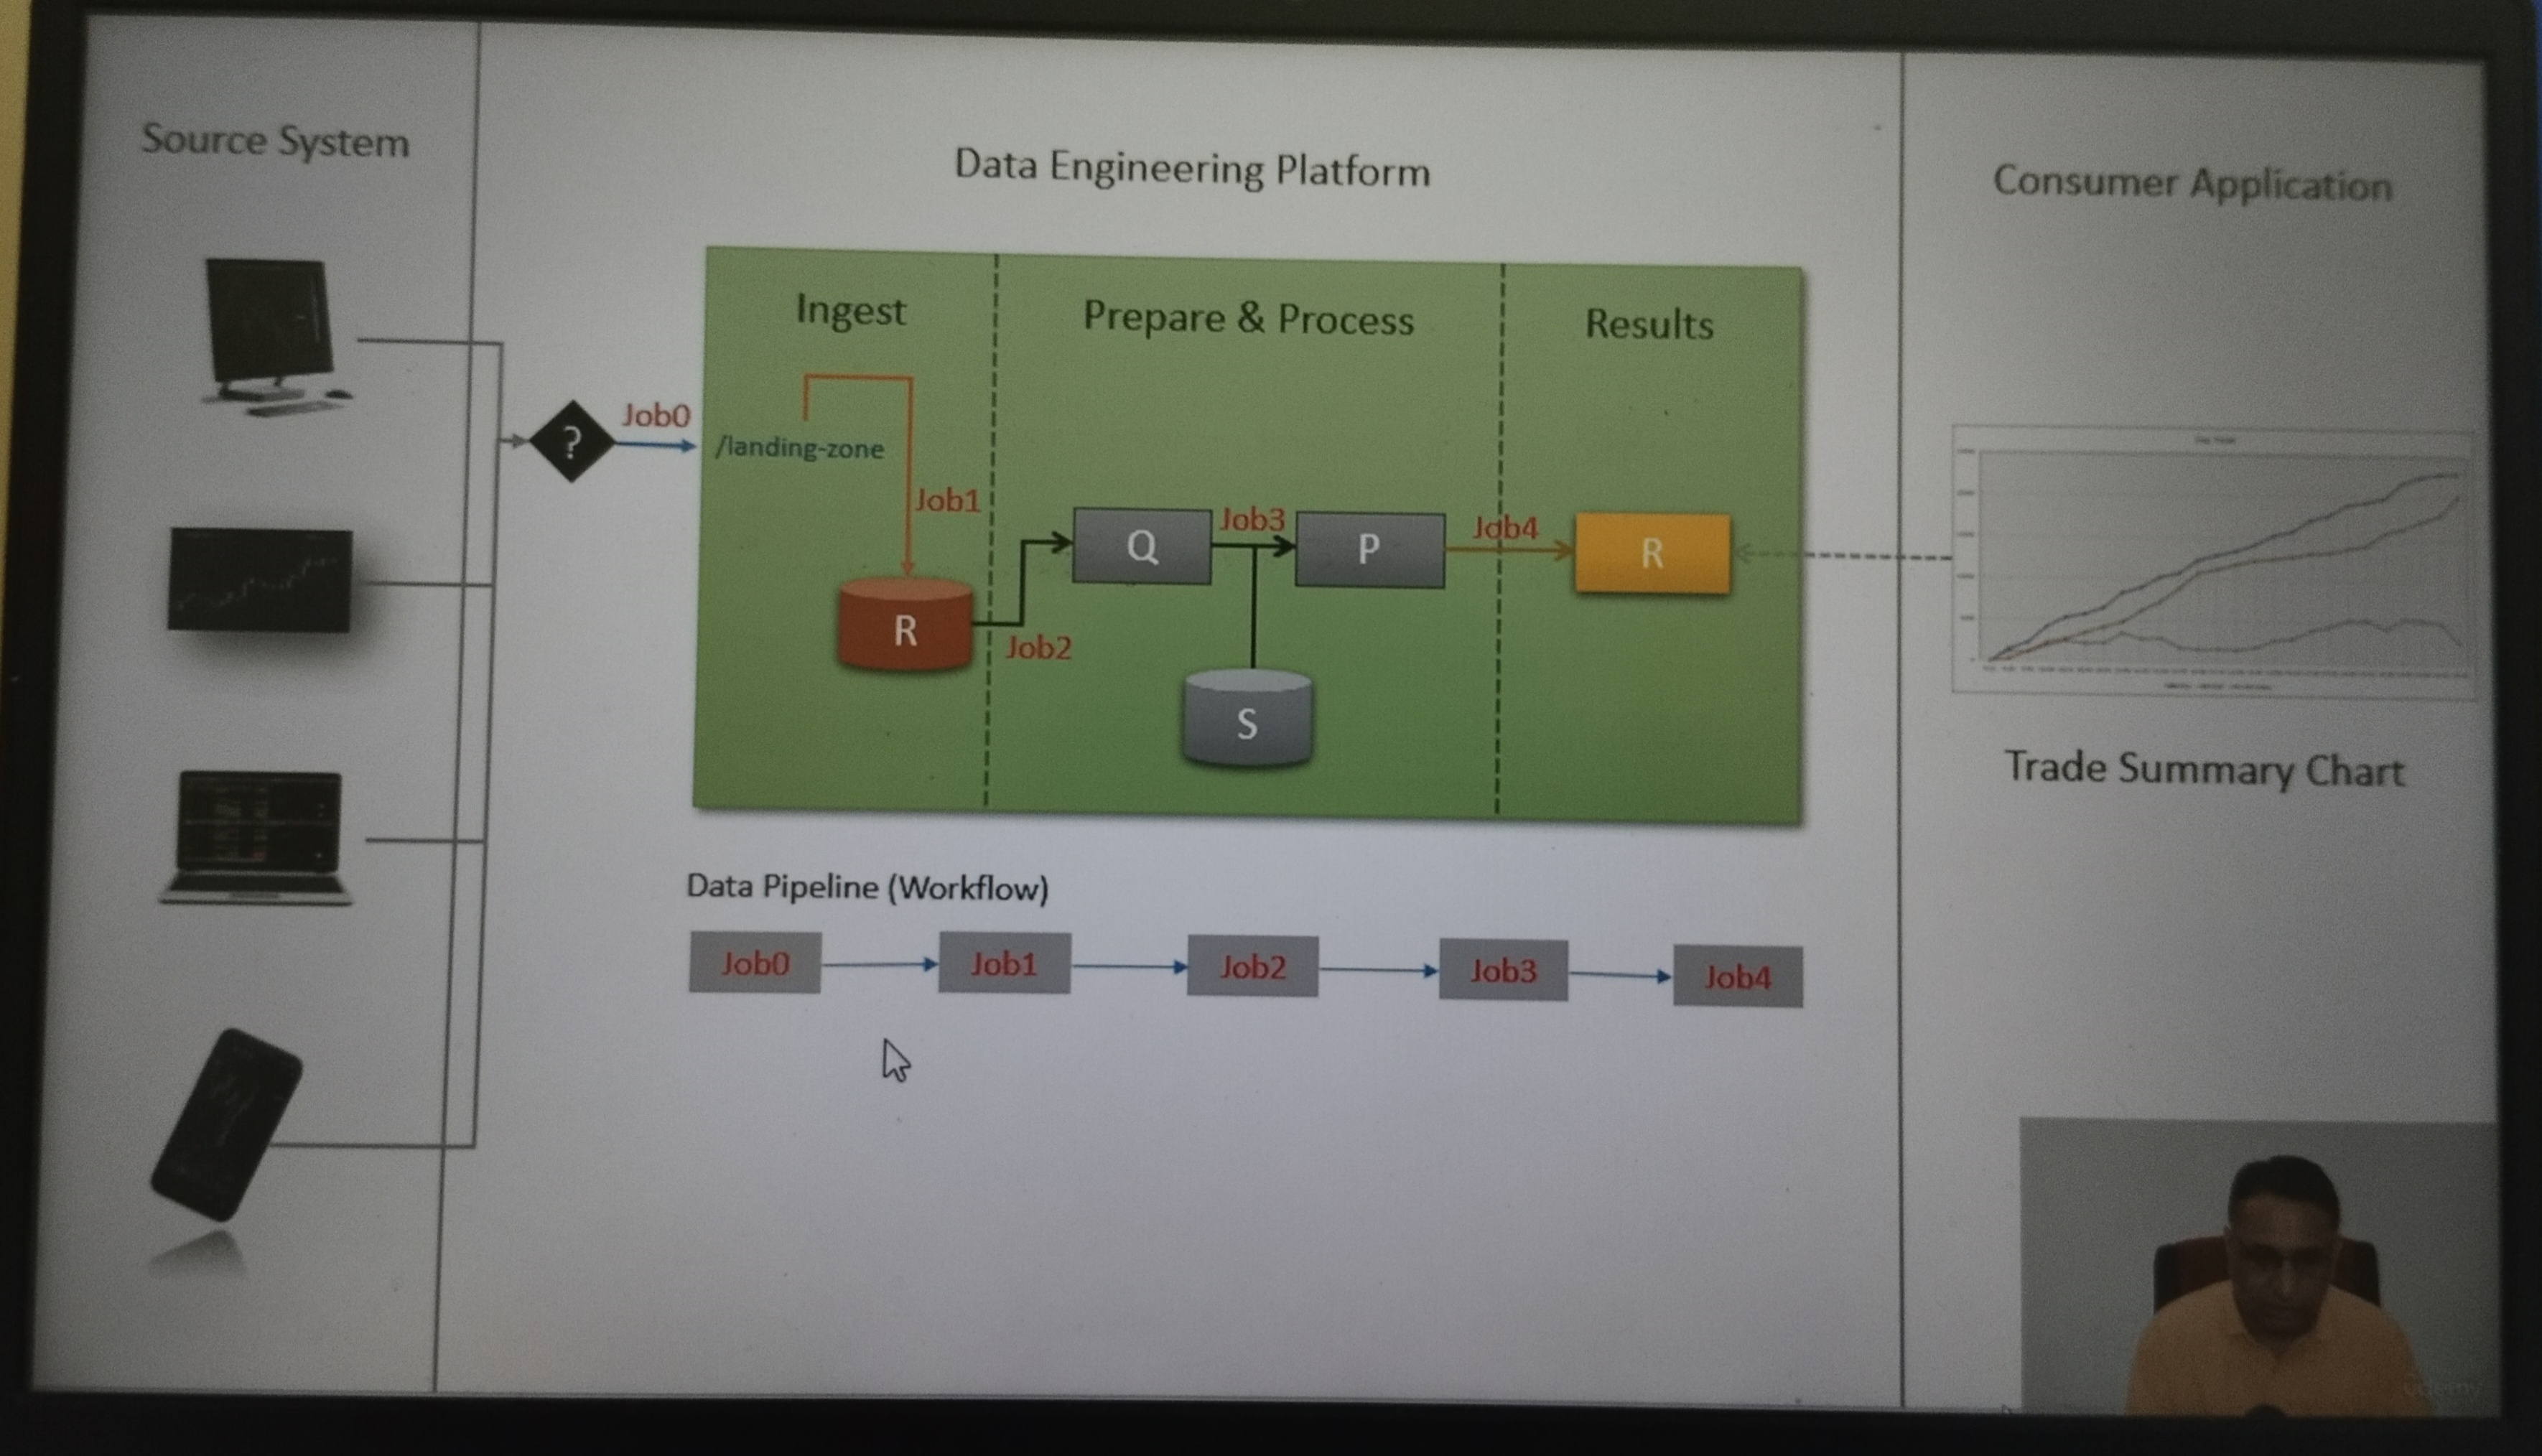 Source System
Data Engineering Platform
Consumer Application
Ingest
Prepare & Process
Results
?
Job0
/landing-zone
Job1
Q
Job3
P
Job4
R
R
Job2
S
Trade Summary Chart
Data Pipeline (Workflow)
Job0
Job1
Job2
Job3
Job4
udemy